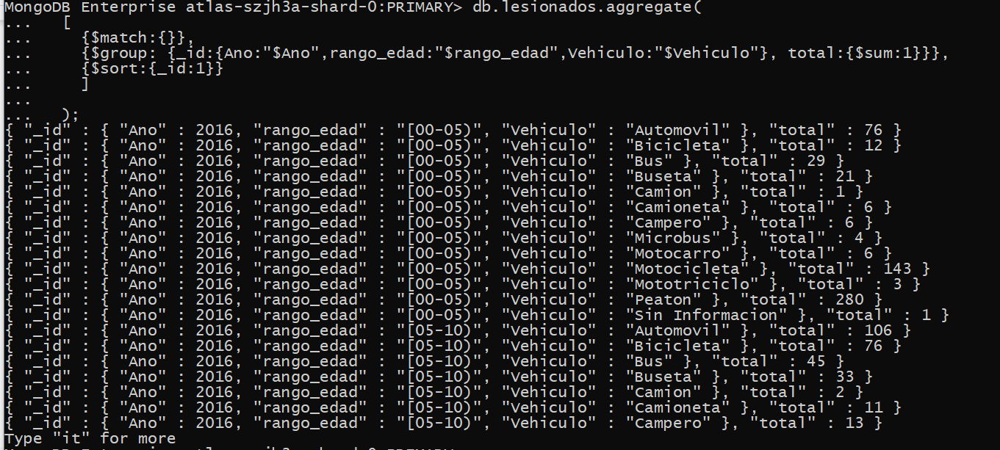 MongoDB Enterprise atlas-szjh3a-shard-0:PRIMARY> db.lesionados.aggregate(
...   [
...     {$match:{}},
...     {$group: {_id:{Ano:"$Ano",rango_edad:"$rango_edad",Vehiculo:"$Vehiculo"}, total:{$sum:1}}},
...     {$sort:{_id:1}}
...     ]
...
...   );
{ "_id" : { "Ano" : 2016, "rango_edad" : "[00-05)", "Vehiculo" : "Automovil" }, "total" : 76 }
{ "_id" : { "Ano" : 2016, "rango_edad" : "[00-05)", "Vehiculo" : "Bicicleta" }, "total" : 12 }
{ "_id" : { "Ano" : 2016, "rango_edad" : "[00-05)", "Vehiculo" : "Bus" }, "total" : 29 }
{ "_id" : { "Ano" : 2016, "rango_edad" : "[00-05)", "Vehiculo" : "Buseta" }, "total" : 21 }
{ "_id" : { "Ano" : 2016, "rango_edad" : "[00-05)", "Vehiculo" : "Camion" }, "total" : 1 }
{ "_id" : { "Ano" : 2016, "rango_edad" : "[00-05)", "Vehiculo" : "Camioneta" }, "total" : 6 }
{ "_id" : { "Ano" : 2016, "rango_edad" : "[00-05)", "Vehiculo" : "Campero" }, "total" : 6 }
{ "_id" : { "Ano" : 2016, "rango_edad" : "[00-05)", "Vehiculo" : "Microbus" }, "total" : 4 }
{ "_id" : { "Ano" : 2016, "rango_edad" : "[00-05)", "Vehiculo" : "Motocarro" }, "total" : 6 }
{ "_id" : { "Ano" : 2016, "rango_edad" : "[00-05)", "Vehiculo" : "Motocicleta" }, "total" : 143 }
{ "_id" : { "Ano" : 2016, "rango_edad" : "[00-05)", "Vehiculo" : "Mototriciclo" }, "total" : 3 }
{ "_id" : { "Ano" : 2016, "rango_edad" : "[00-05)", "Vehiculo" : "Peaton" }, "total" : 280 }
{ "_id" : { "Ano" : 2016, "rango_edad" : "[00-05)", "Vehiculo" : "Sin Informacion" }, "total" : 1 }
{ "_id" : { "Ano" : 2016, "rango_edad" : "[05-10)", "Vehiculo" : "Automovil" }, "total" : 106 }
{ "_id" : { "Ano" : 2016, "rango_edad" : "[05-10)", "Vehiculo" : "Bicicleta" }, "total" : 76 }
{ "_id" : { "Ano" : 2016, "rango_edad" : "[05-10)", "Vehiculo" : "Bus" }, "total" : 45 }
{ "_id" : { "Ano" : 2016, "rango_edad" : "[05-10)", "Vehiculo" : "Buseta" }, "total" : 33 }
{ "_id" : { "Ano" : 2016, "rango_edad" : "[05-10)", "Vehiculo" : "Camion" }, "total" : 2 }
{ "_id" : { "Ano" : 2016, "rango_edad" : "[05-10)", "Vehiculo" : "Camioneta" }, "total" : 11 }
{ "_id" : { "Ano" : 2016, "rango_edad" : "[05-10)", "Vehiculo" : "Campero" }, "total" : 13 }
Type "it" for more
MongoDB Enterprise atlas-szjh3a-shard-0:PRIMARY>